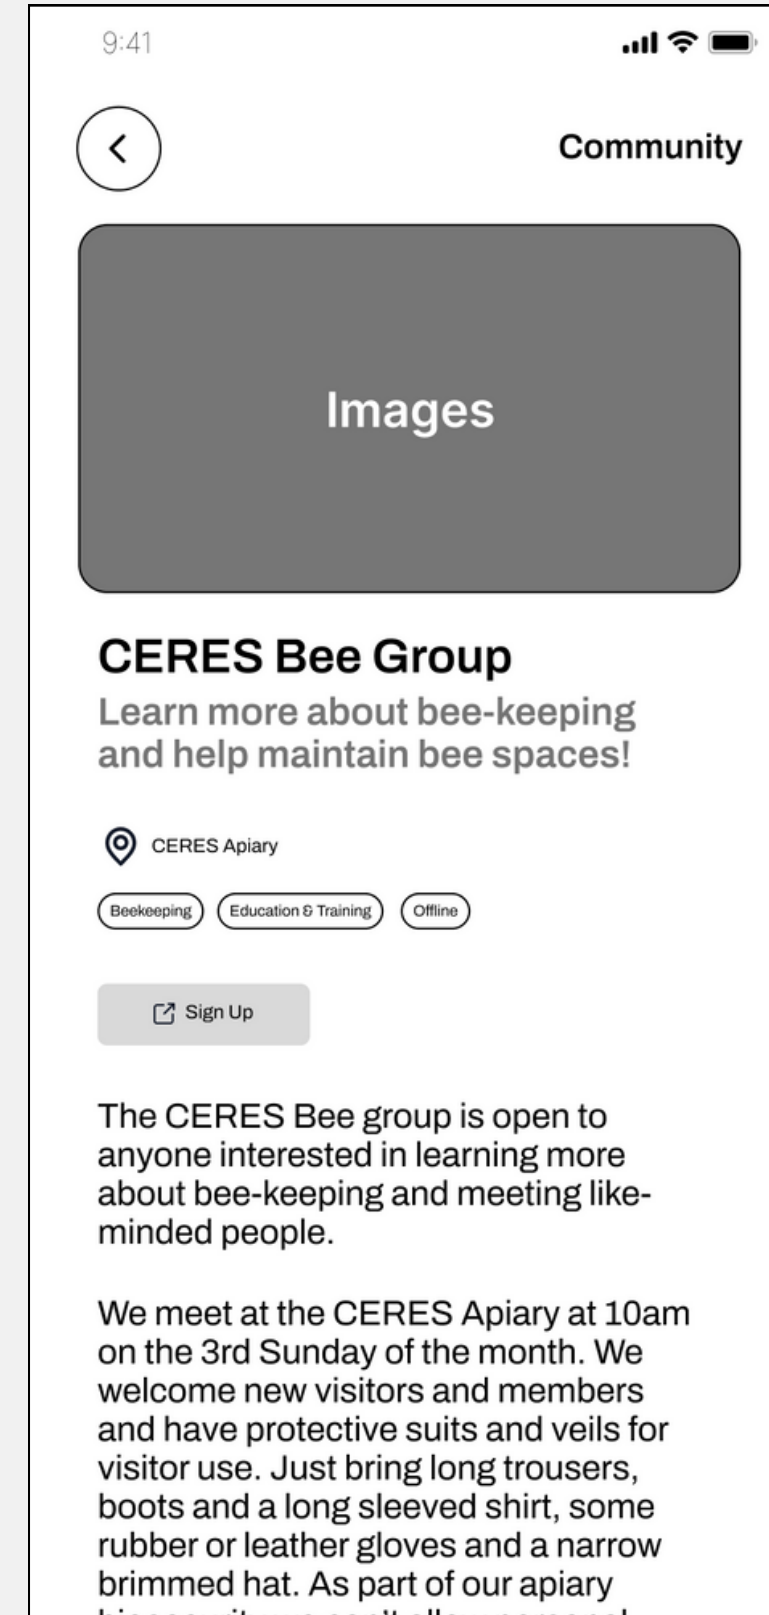 9:41
Community
Images
CERES Bee Group
Learn more about bee-keeping
and help maintain bee spaces!
CERES Apiary
Beekeeping Education & Training Offline
Sign Up
The CERES Bee group is open to
anyone interested in learning more
about bee-keeping and meeting like-
minded people.
We meet at the CERES Apiary at 10am
on the 3rd Sunday of the month. We
welcome new visitors and members
and have protective suits and veils for
visitor use. Just bring long trousers,
boots and a long sleeved shirt, some
rubber or leather gloves and a narrow
brimmed hat. As part of our apiary